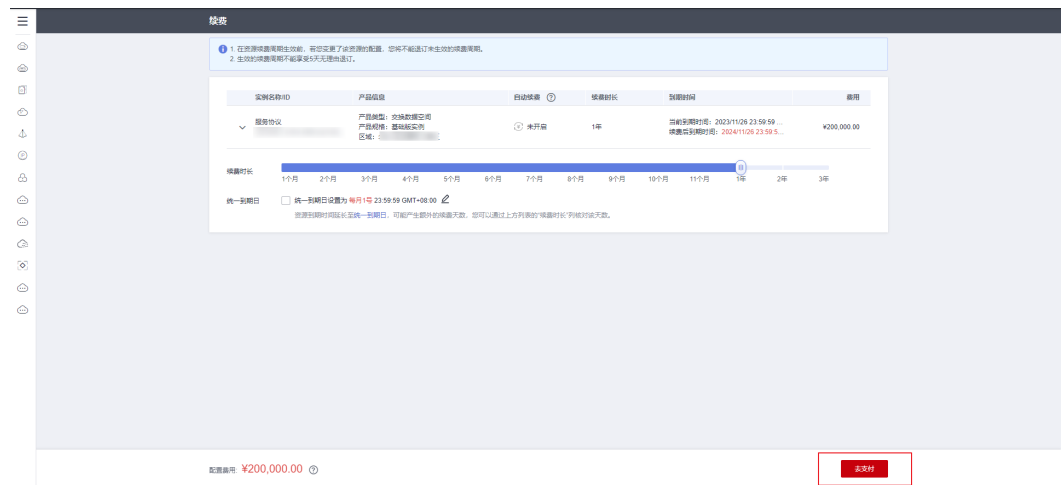 续费
1. 在资源续费周期生效前，若您变更了该资源的配置，您将不能退订未生效的续费周期。
2. 生效的续费周期不能享受5天无理由退订。
实例名称/ID 产品信息 自动续费 续费时长 到期时间 费用
服务协议
产品类型：交换数据空间
产品规格：基础版实例
区域：
未开启
1年
当前到期时间：2023/11/26 23:59:59 ...
续费后到期时间：2024/11/26 23:59:5...
¥200,000.00
续费时长
1个月 2个月 3个月 4个月 5个月 6个月 7个月 8个月 9个月 10个月 11个月 1年 2年 3年
统一到期日 统一到期日设置为 每月1号 23:59:59 GMT+08:00
资源到期时间延长至统一到期日，可能产生额外的续费天数，您可以通过上方列表的“续费时长”列核对该天数。
配置费用: ¥200,000.00
去支付